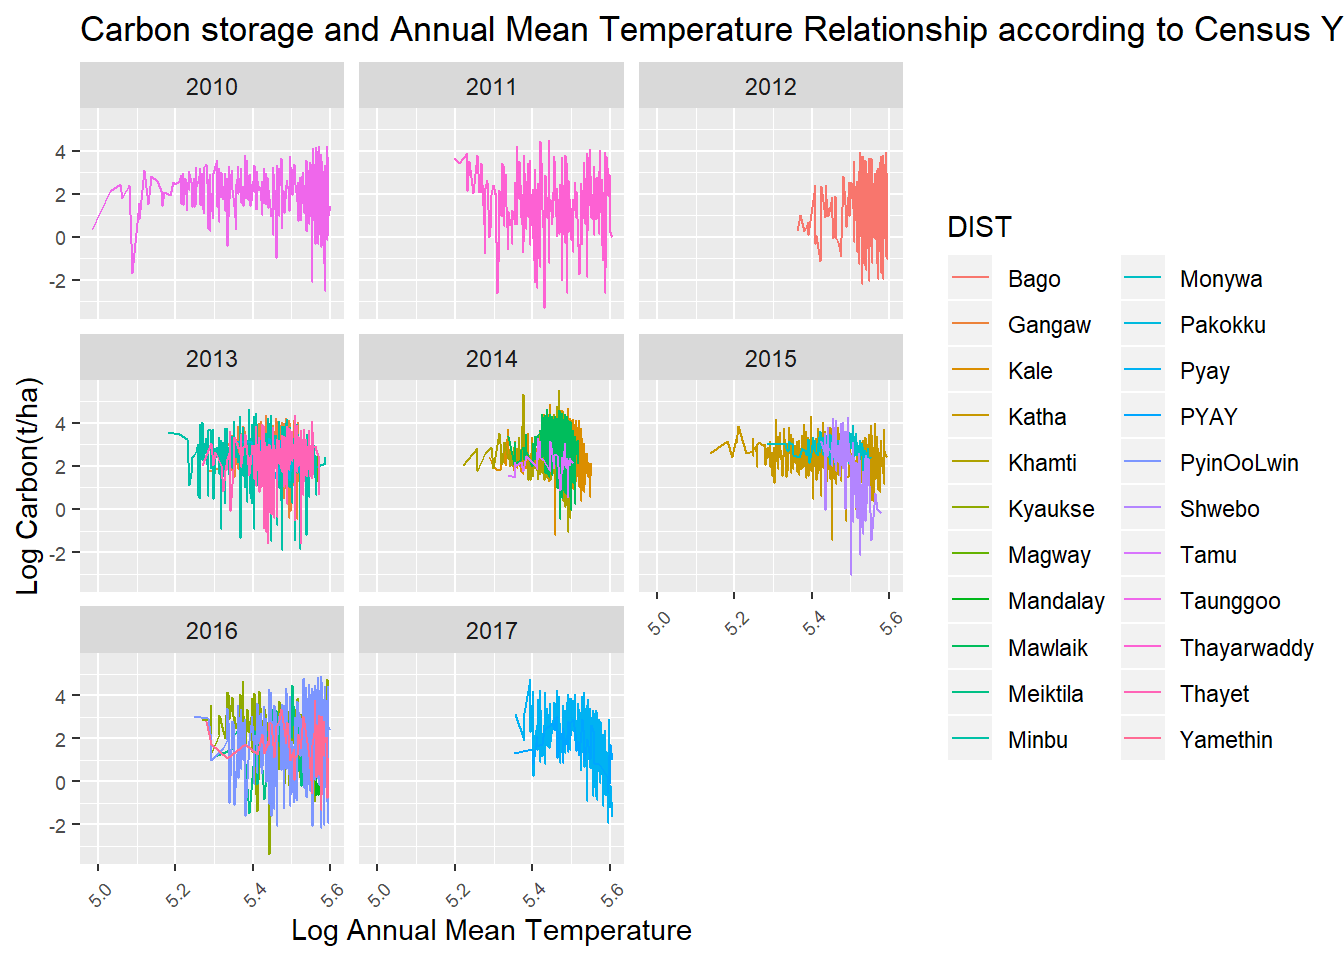 Carbon storage and Annual Mean Temperature Relationship according to Census Y
2010 2011 2012
4
2
0
-2
2013 2014 2015
4
2
0
-2
5.0 5.2 5.4 5.6
2016 2017
4
2
0
-2
5.0 5.2 5.4 5.6 5.2 5.4 5.6
Log Annual Mean Temperature
Log Carbon(t/ha)
DIST
Bago
Gangaw
Kale
Katha
Khamti
Kyaukse
Magway
Mandalay
Mawlaik
Meiktila
Minbu
Monywa
Pakokku
Pyay
PYAY
PyinOoLwin
Shwebo
Tamu
Taunggoo
Thayarwaddy
Thayet
Yamethin